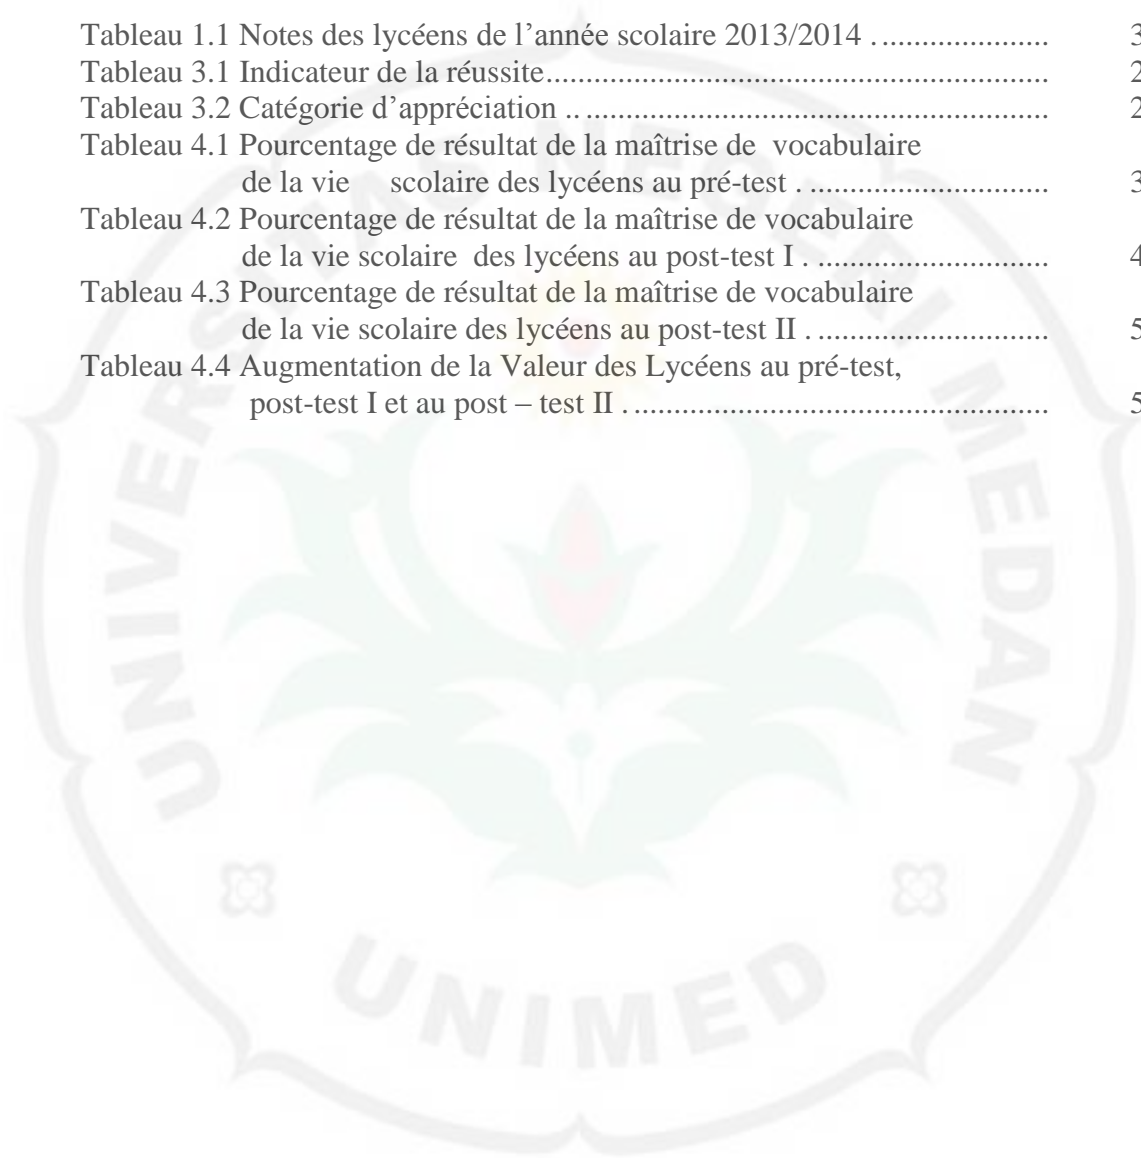 Tableau 1.1 Notes des lycéens de l’année scolaire 2013/2014 ...................... 3
Tableau 3.1 Indicateur de la réussite................................................................ 2
Tableau 3.2 Catégorie d’appréciation .. ........................................................... 2
Tableau 4.1 Pourcentage de résultat de la maîtrise de vocabulaire
de la vie scolaire des lycéens au pré-test . .............................. 3
Tableau 4.2 Pourcentage de résultat de la maîtrise de vocabulaire
de la vie scolaire des lycéens au post-test I . ............................. 4
Tableau 4.3 Pourcentage de résultat de la maîtrise de vocabulaire
de la vie scolaire des lycéens au post-test II . ............................ 5
Tableau 4.4 Augmentation de la Valeur des Lycéens au pré-test,
post-test I et au post – test II . .................................................... 5
UNIVERSITAS NEGERI MEDAN
UNIMED